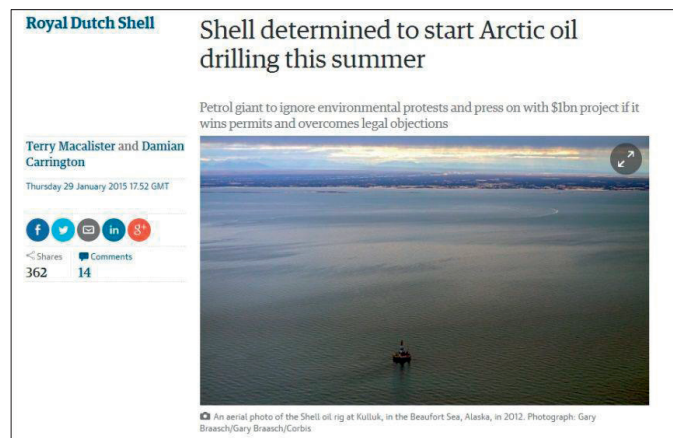 Royal Dutch Shell
Shell determined to start Arctic oil
drilling this summer
Petrol giant to ignore environmental protests and press on with $1bn project if it
wins permits and overcomes legal objections
Terry Macalister and Damian
Carrington
Thursday 29 January 2015 17.52 GMT
f in g+
Shares Comments
362 14
An aerial photo of the Shell oil rig at Kulluk, in the Beaufort Sea, Alaska, in 2012. Photograph: Gary
Braasch/Gary Braasch/Corbis